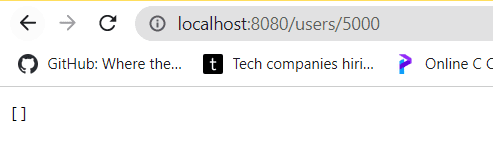 localhost:8080/users/5000
GitHub: Where the... t Tech companies hiri... Online C C
[]